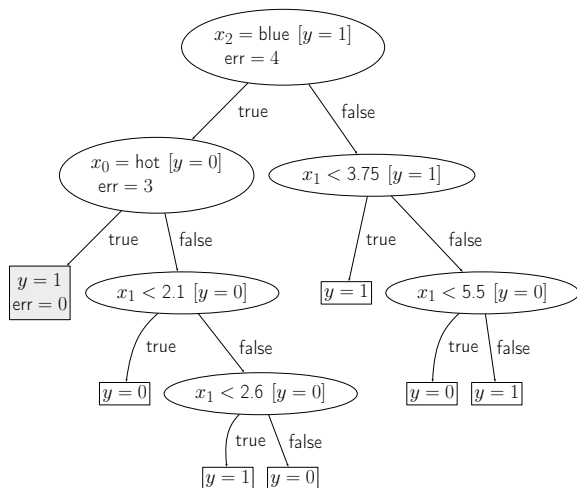 x₂ = blue [y = 1]
err = 4
true
false
x₀ = hot [y = 0]
err = 3
x₁ < 3.75 [y = 1]
true
false
true
false
y = 1
err = 0
x₁ < 2.1 [y = 0]
y = 1
x₁ < 5.5 [y = 0]
true
false
true
false
y = 0
x₁ < 2.6 [y = 0]
y = 0
y = 1
true
false
y = 1
y = 0